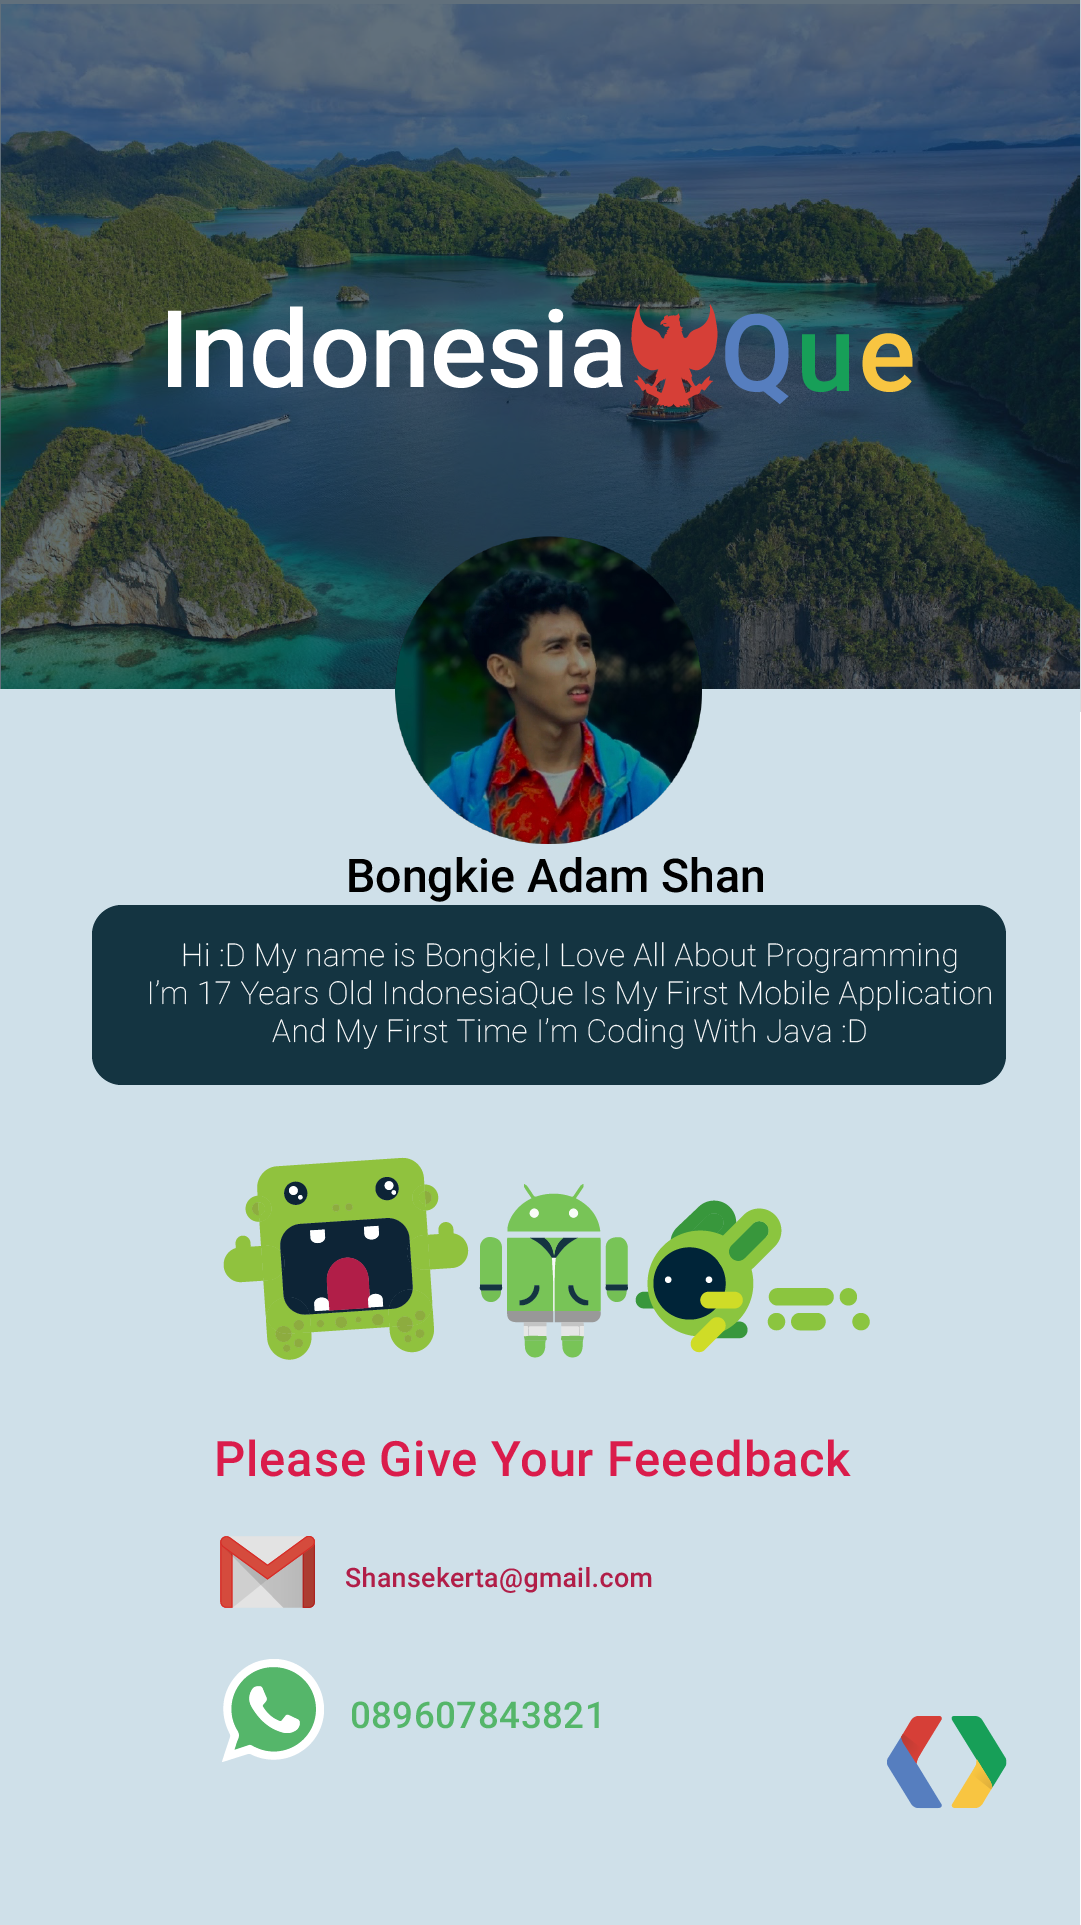 IndonesiaQue
Bongkie Adam Shan
Hi :D My name is Bongkie,I Love All About Programming
I’m 17 Years Old IndonesiaQue Is My First Mobile Application
And My First Time I’m Coding With Java :D
Please Give Your Feeedback
Shansekerta@gmail.com
089607843821